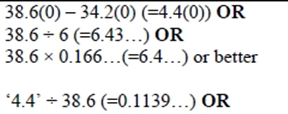 38.6(0) – 34.2(0) (=4.4(0)) OR
38.6 ÷ 6 (=6.43…) OR
38.6 × 0.166…(=6.4…) or better
‘4.4’ ÷ 38.6 (=0.1139…) OR